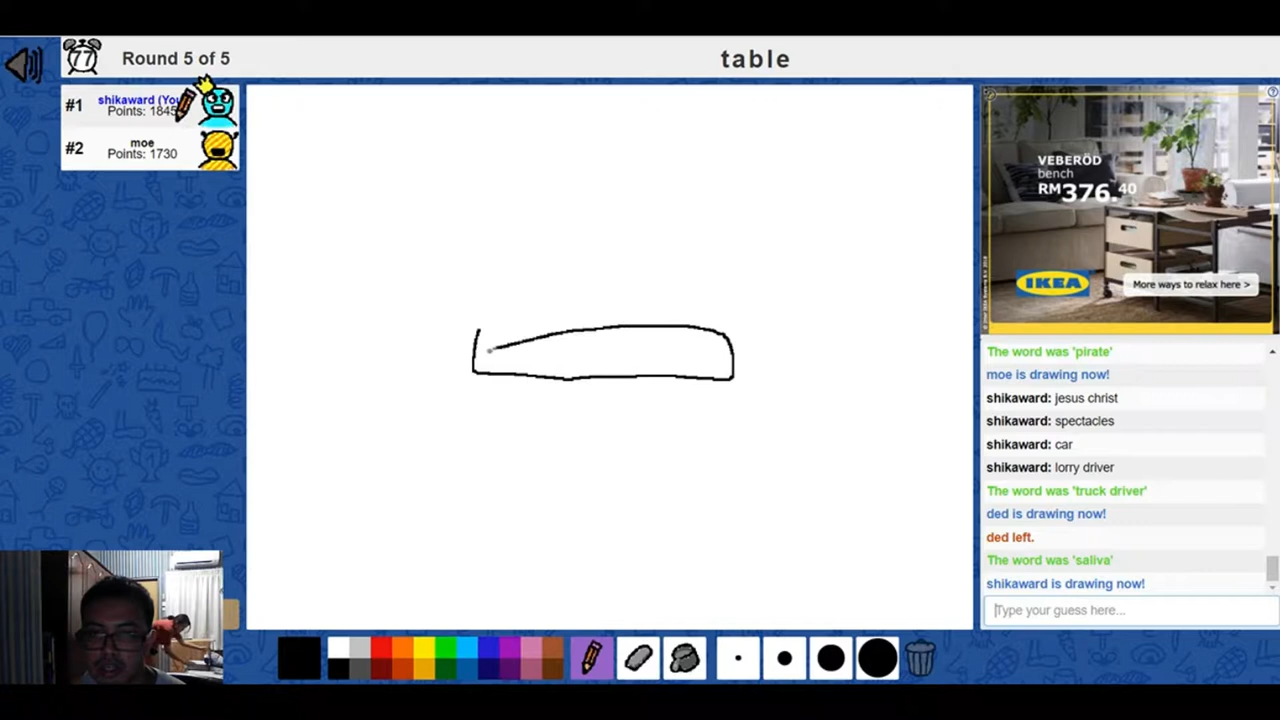 77
Round 5 of 5
table
#1
shikaward (You
Points: 1845
#2
moe
Points: 1730
VEBERÖD
bench
RM376.40
IKEA
More ways to relax here >
The word was 'pirate'
moe is drawing now!
shikaward: jesus christ
shikaward: spectacles
shikaward: car
shikaward: lorry driver
The word was 'truck driver'
ded is drawing now!
ded left.
The word was 'saliva'
shikaward is drawing now!
Type your guess here...